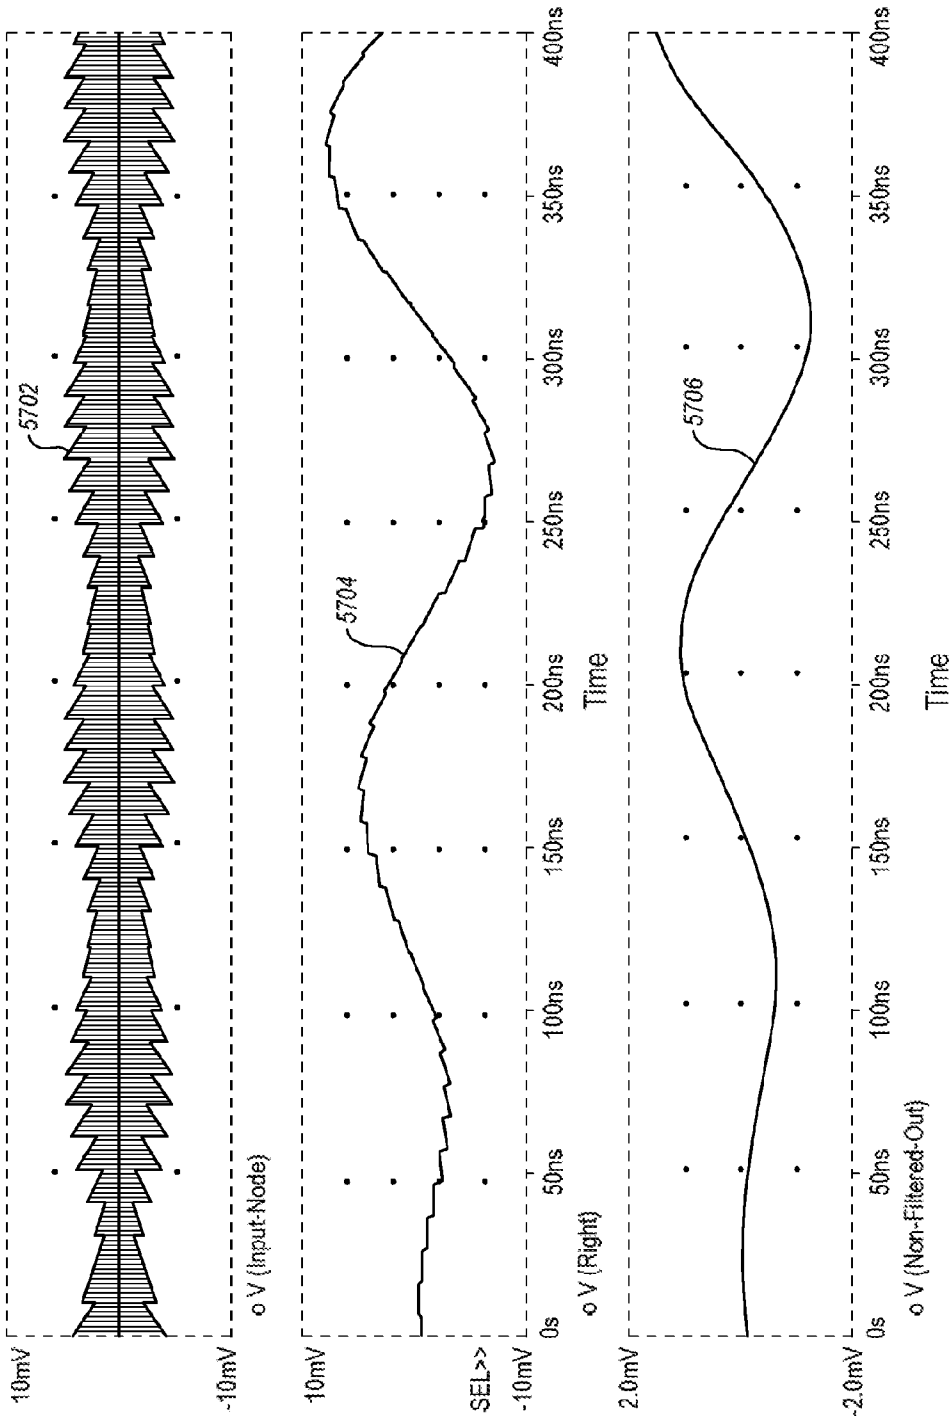 10mV
5702
-10mV
o V (Input-Node)
10mV
5704
SEL>>
-10mV
0s
50ns
100ns
150ns
200ns
250ns
300ns
350ns
400ns
o V (Right)
Time
2.0mV
5706
-2.0mV
0s
50ns
100ns
150ns
200ns
250ns
300ns
350ns
400ns
o V (Non-Filtered-Out)
Time